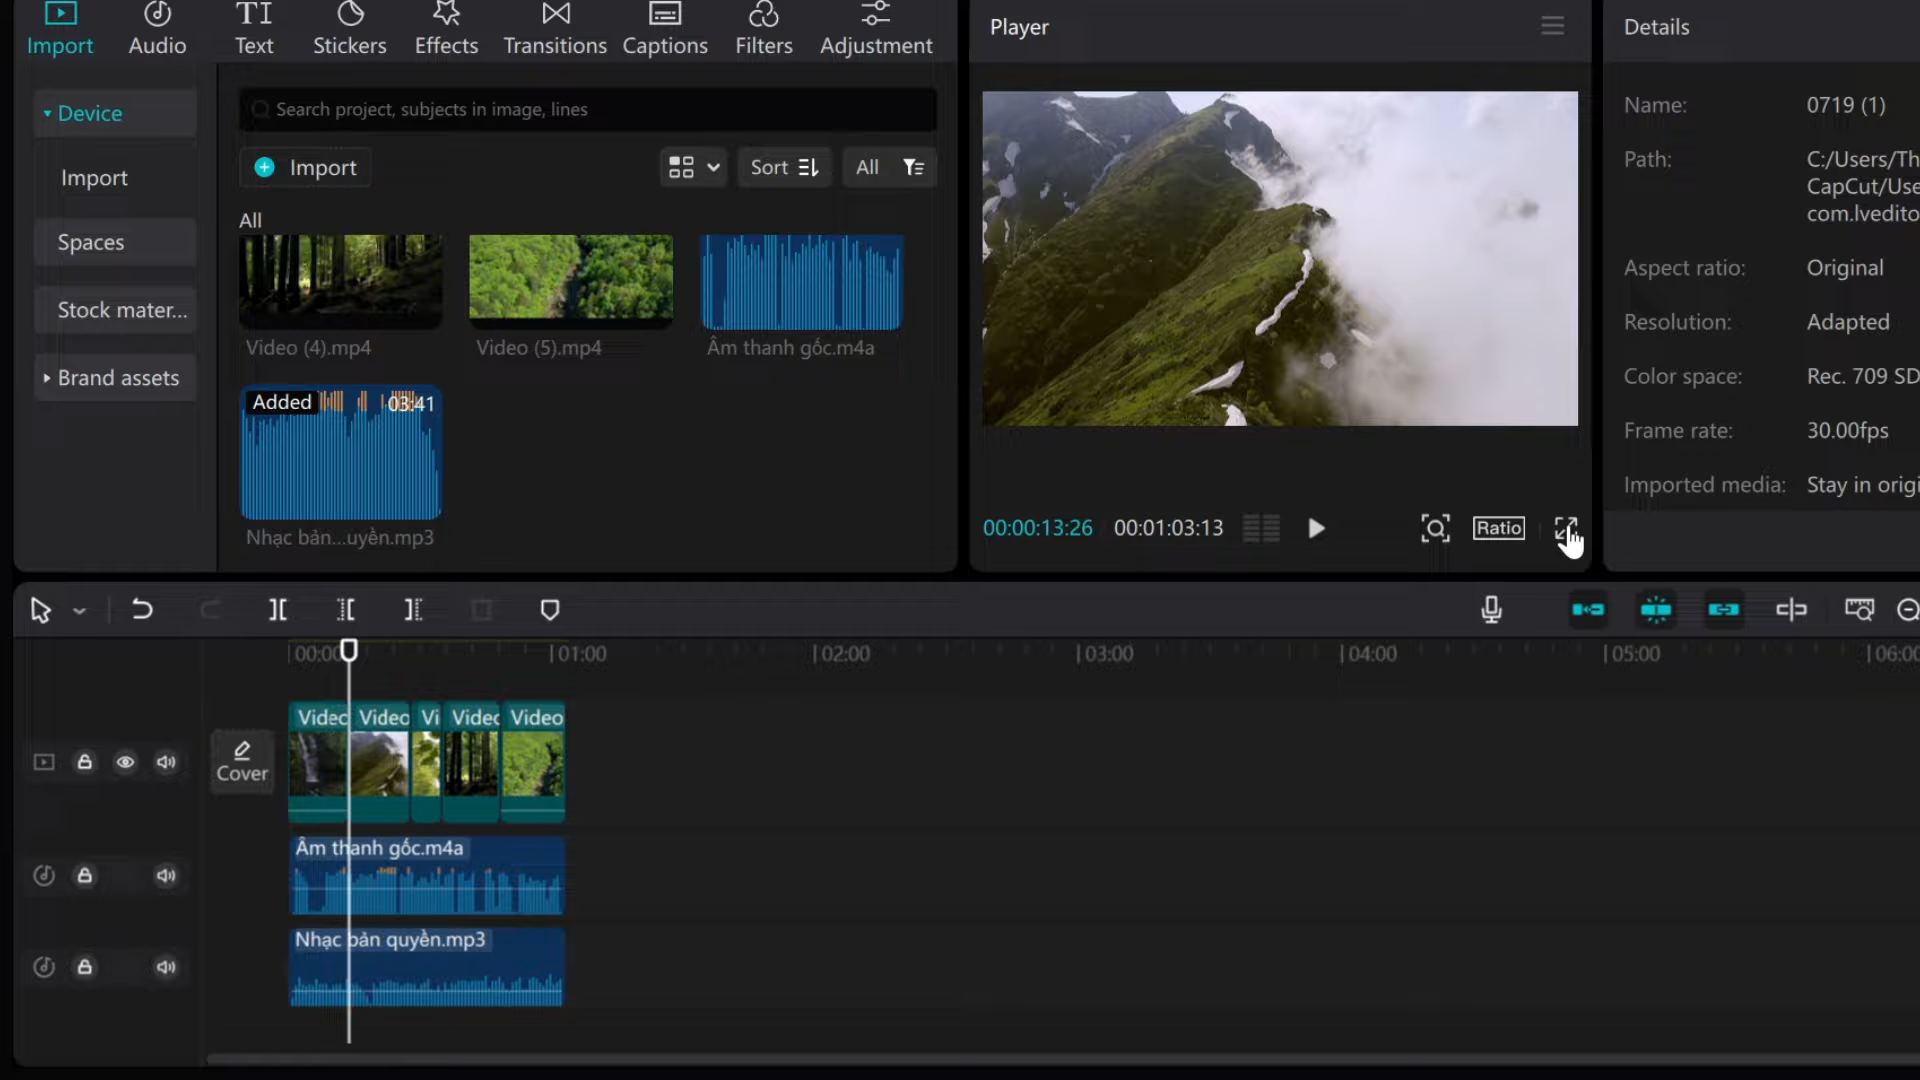 Import
Audio
Text
Stickers
Effects
Transitions
Captions
Filters
Adjustment
Device
Import
Spaces
Stock mater...
Brand assets
Search project, subjects in image, lines
Import
Sort
All
All
Video (4).mp4
Video (5).mp4
Âm thanh gốc.m4a
Added
03:41
Nhạc bản...uyền.mp3
Player
00:00:13:26
00:01:03:13
Ratio
Details
Name:
0719 (1)
Path:
C:/Users/Th
CapCut/Use
com.lvedito
Aspect ratio:
Original
Resolution:
Adapted
Color space:
Rec. 709 SD
Frame rate:
30.00fps
Imported media:
Stay in origi
00:00
01:00
02:00
03:00
04:00
05:00
06:00
Cover
Video
Video
Vi
Video
Video
Âm thanh gốc.m4a
Nhạc bản quyền.mp3